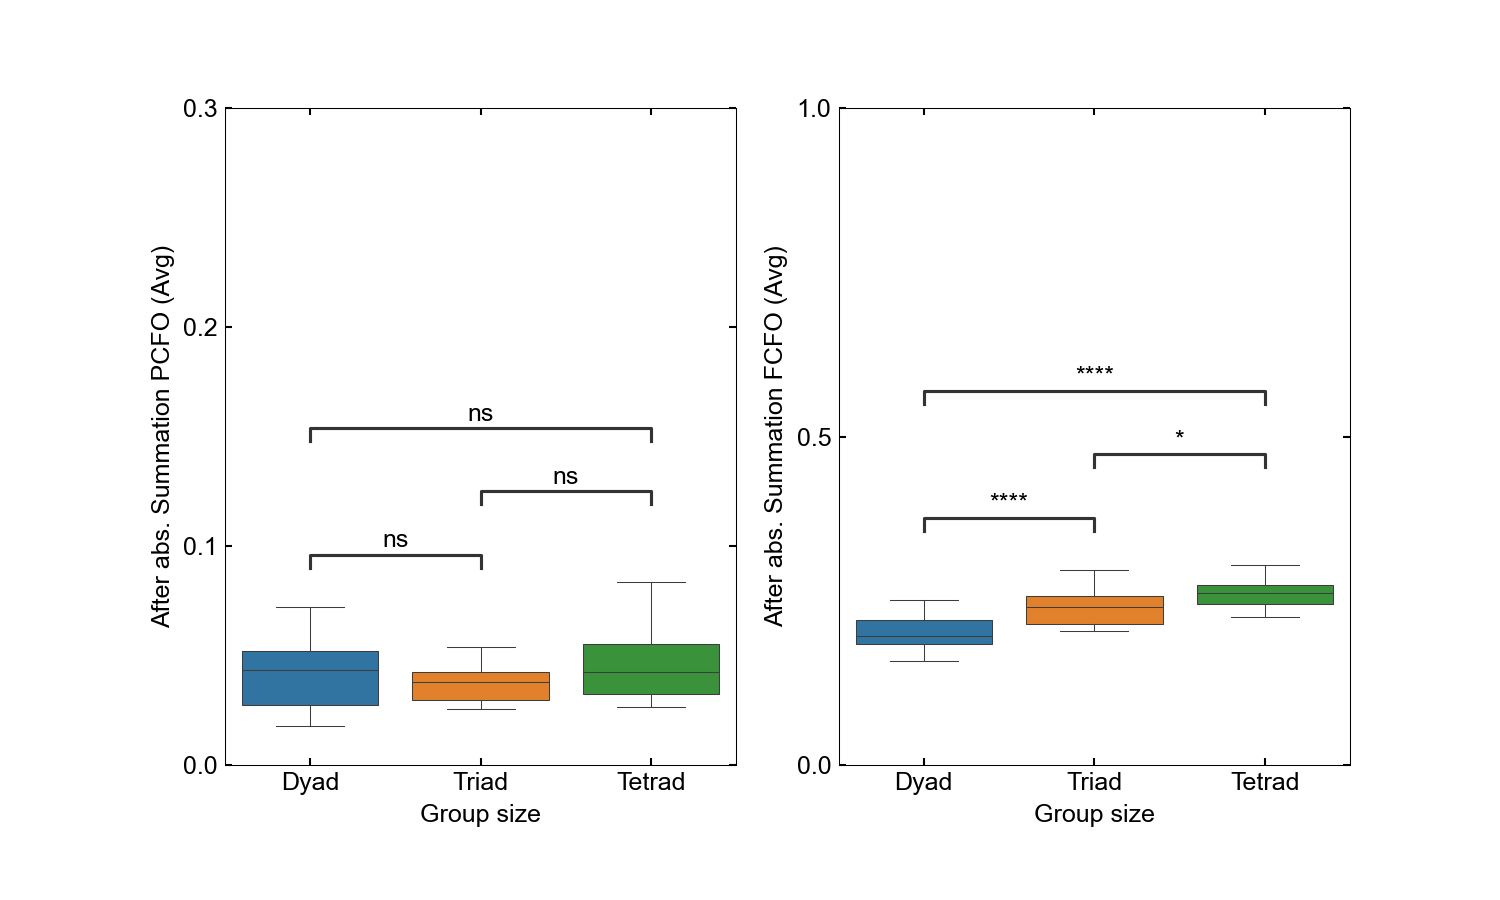 After abs. Summation PCFO (Avg)
0.3
0.2
0.1
0.0
ns
ns
ns
Dyad
Triad
Tetrad
Group size
After abs. Summation FCFO (Avg)
1.0
0.5
0.0
****
*
****
Dyad
Triad
Tetrad
Group size